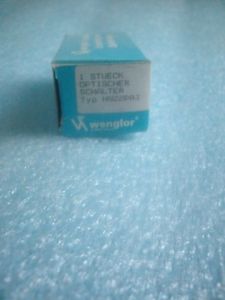 1 STUECK
OPTISCHER
SCHALTER
Typ
wenglor